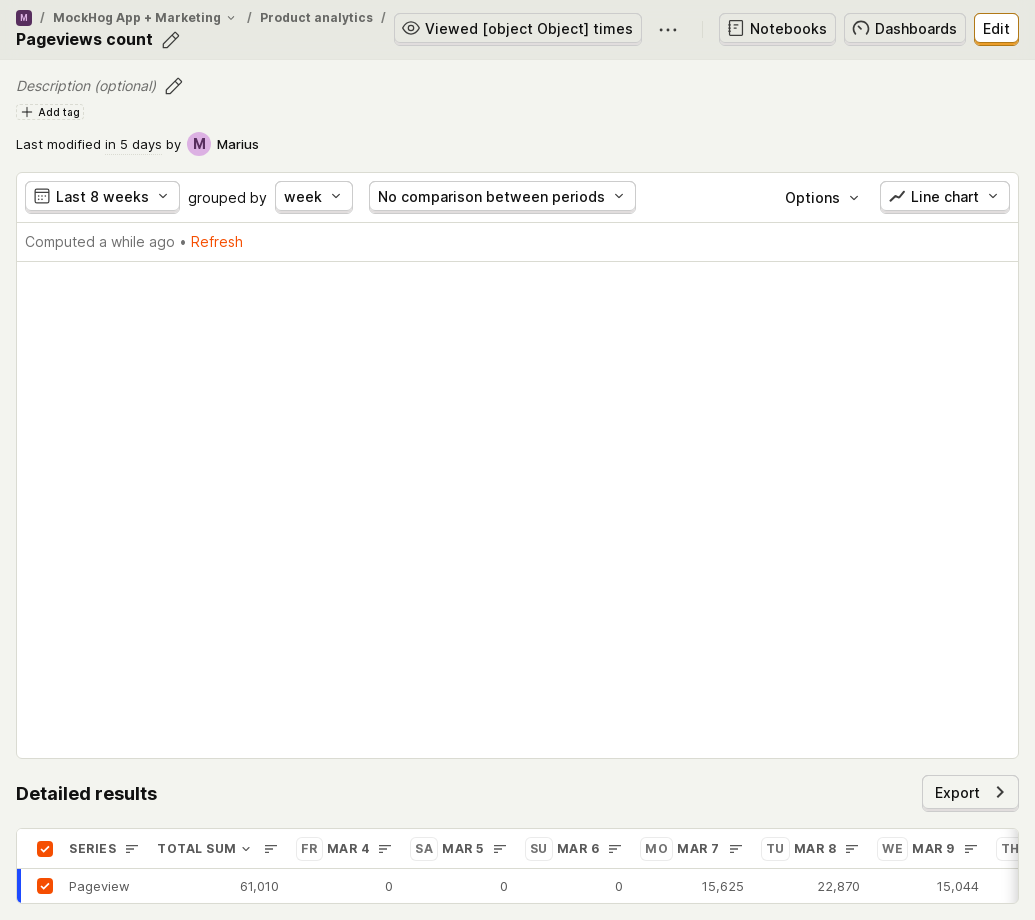 M / MockHog App + Marketing / Product analytics /
Pageviews count
Viewed [object Object] times
Notebooks
Dashboards
Edit
Description (optional)
Add tag
Last modified in 5 days by M Marius
Last 8 weeks grouped by week No comparison between periods Options Line chart
Computed a while ago • Refresh
Detailed results
Export
SERIES TOTAL SUM FR MAR 4 SA MAR 5 SU MAR 6 MO MAR 7 TU MAR 8 WE MAR 9 TH
Pageview 61,010 0 0 0 15,625 22,870 15,044